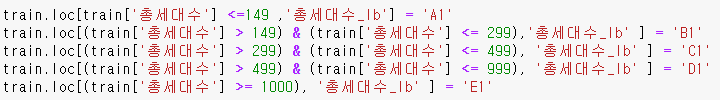 train.loc[train['총세대수'] <=149 ,'총세대수_lb'] = 'A1'
train.loc[(train['총세대수'] > 149) & (train['총세대수'] <= 299),'총세대수_lb' ] = 'B1'
train.loc[(train['총세대수'] > 299) & (train['총세대수'] <= 499), '총세대수_lb' ] = 'C1'
train.loc[(train['총세대수'] > 499) & (train['총세대수'] <= 999), '총세대수_lb' ] = 'D1'
train.loc[(train['총세대수'] >= 1000), '총세대수_lb' ] = 'E1'